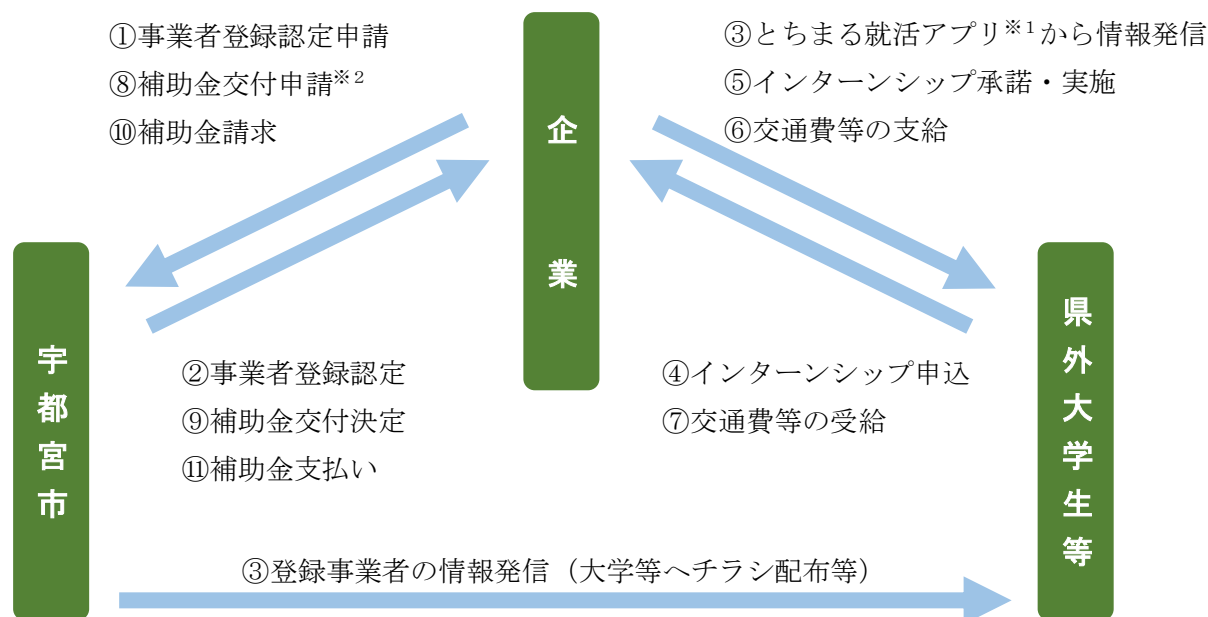 ①事業者登録認定申請
⑧補助金交付申請※2
⑩補助金請求
③とちまる就活アプリ※1から情報発信
⑤インターンシップ承諾・実施
⑥交通費等の支給
企業
宇都宮市
県外大学生等
②事業者登録認定
⑨補助金交付決定
⑪補助金支払い
④インターンシップ申込
⑦交通費等の受給
③登録事業者の情報発信（大学等へチラシ配布等）